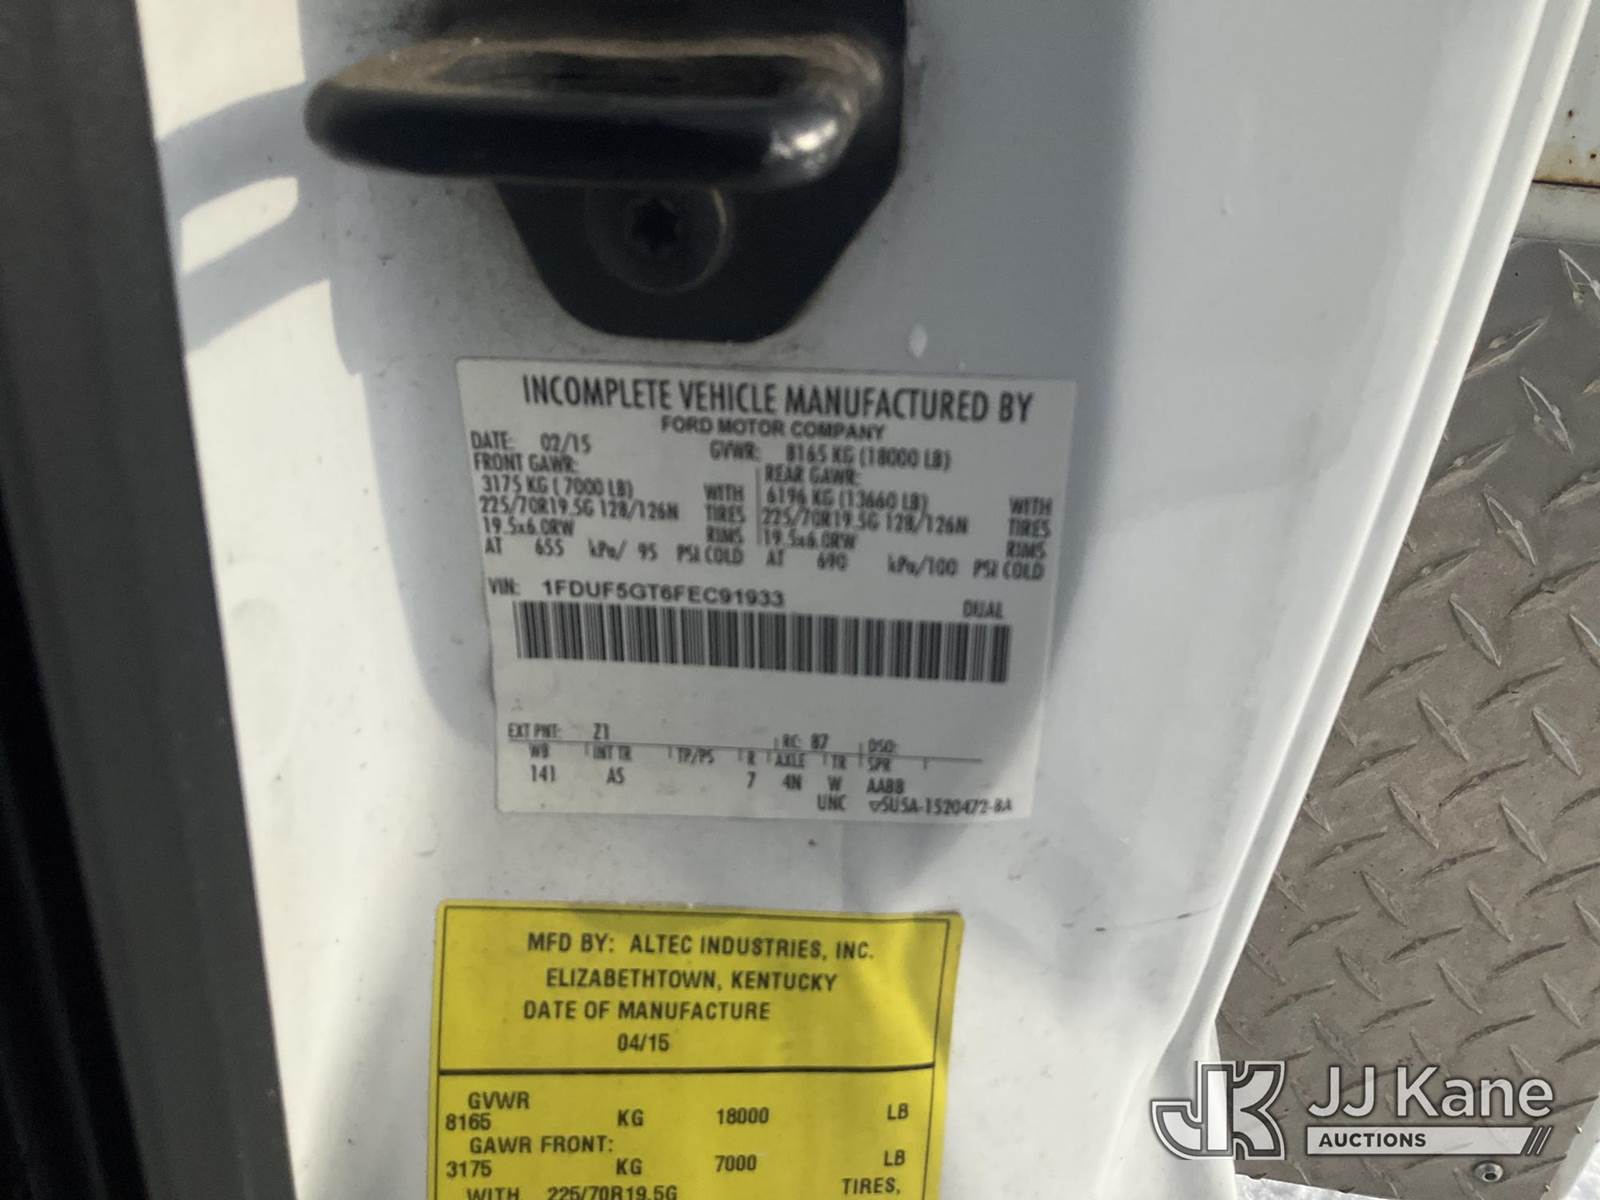 INCOMPLETE VEHICLE MANUFACTURED BY
FORD MOTOR COMPANY
DATE: 02/15 GVWR: 8165 KG (18000 LB)
FRONT GAWR: REAR GAWR:
3175 KG ( 7000 LB) WITH 6196 KG (13660 LB) WITH
225/70R19.5G 128/126N TIRES 225/70R19.5G 128/126N TIRES
19.5x6.0RW RIMS 19.5x6.0RW RIMS
AT 655 kPa/ 95 PSI COLD AT 690 kPa/100 PSI COLD
VIN: 1FDUF5GT6FEC91933 DUAL
EXT PNT: Z1 RC: 87 DSO:
WB INT TR TP/PS R AXLE TR SPR
141 AS 7 4N W AA88
UNC ▽5U5A-1520472-BA
MFD BY: ALTEC INDUSTRIES, INC.
ELIZABETHTOWN, KENTUCKY
DATE OF MANUFACTURE
04/15
GVWR
8165 KG 18000 LB
GAWR FRONT:
3175 KG 7000 LB
WITH 225/70R19.5G TIRES,
JK JJ Kane
AUCTIONS